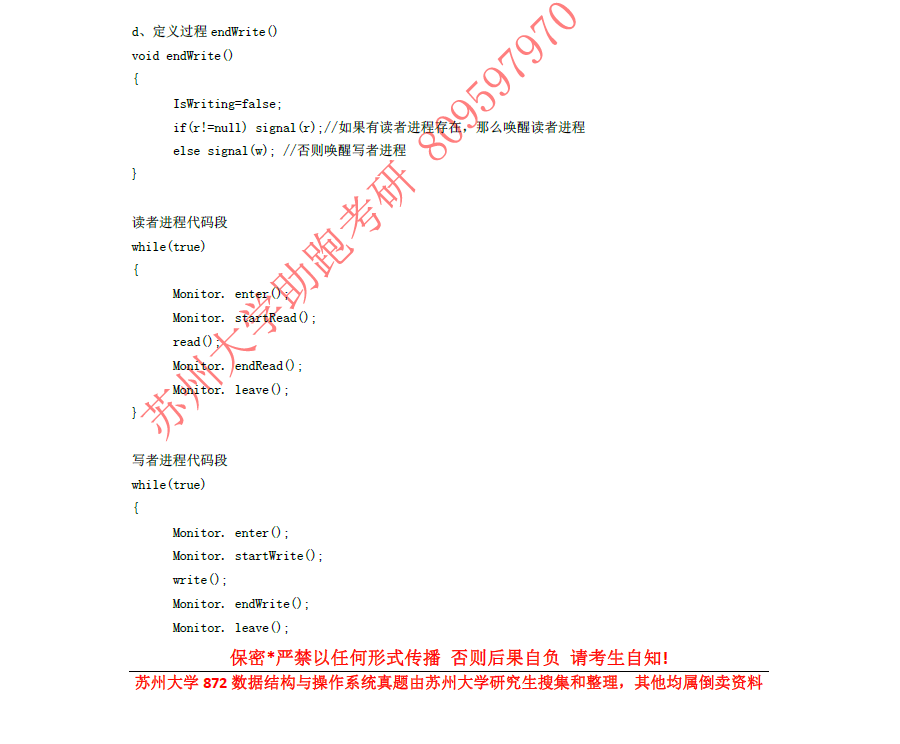 d、定义过程 endWrite()
void endWrite()
{
IsWriting=false;
if(r!=null) signal(r);//如果有读者进程存在，那么唤醒读者进程
else signal(w); //否则唤醒写者进程
}
读者进程代码段
while(true)
{
Monitor. enter();
Monitor. startRead();
read();
Monitor. endRead();
Monitor. leave();
}
写者进程代码段
while(true)
{
Monitor. enter();
Monitor. startWrite();
write();
Monitor. endWrite();
Monitor. leave();
苏州大学助跑考研 809597970
保密*严禁以任何形式传播 否则后果自负 请考生自知!
苏州大学 872 数据结构与操作系统真题由苏州大学研究生搜集和整理，其他均属倒卖资料